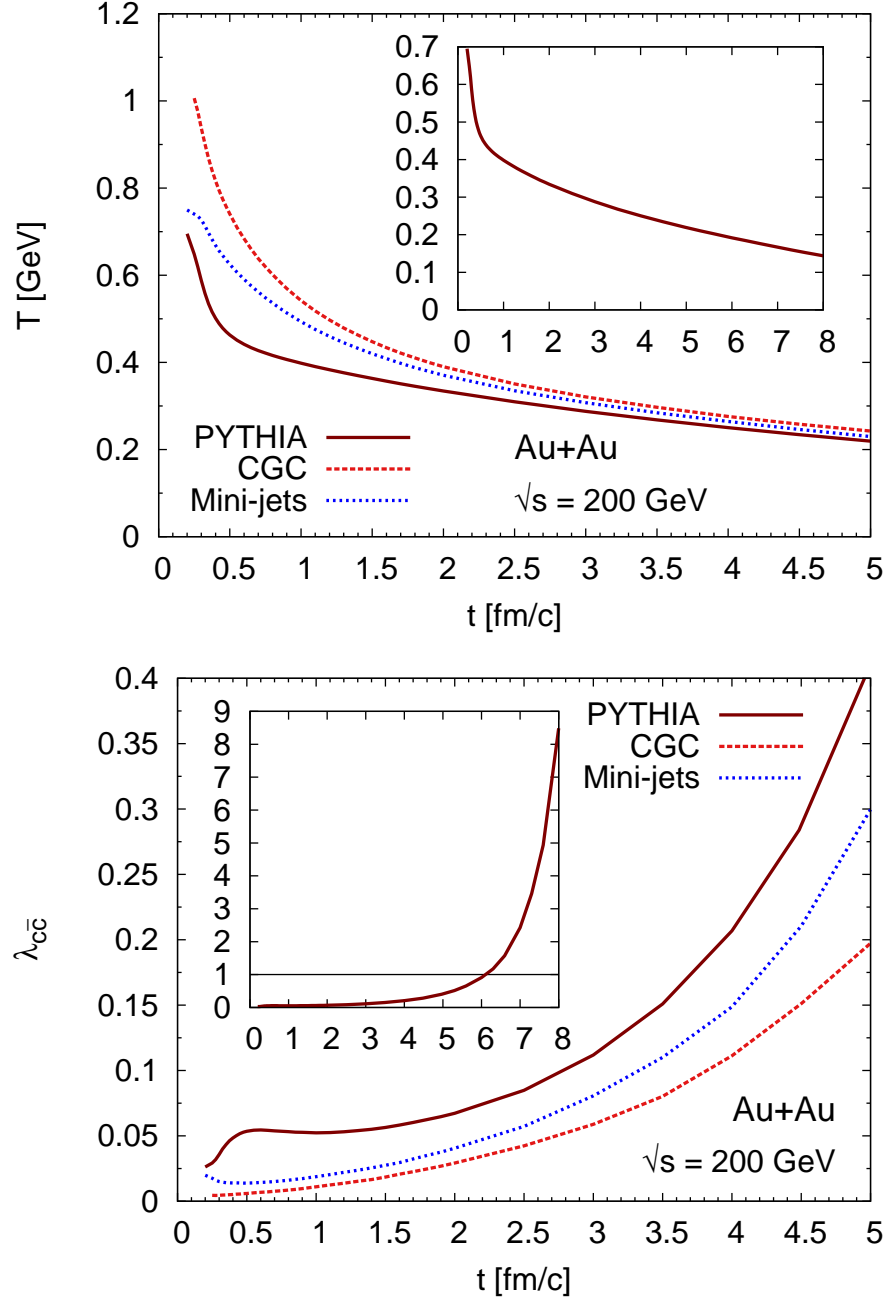 1.2
1
0.8
0.6
0.4
0.2
0
T [GeV]
0.7
0.6
0.5
0.4
0.3
0.2
0.1
0
0 1 2 3 4 5 6 7 8
PYTHIA
CGC
Mini-jets
Au+Au
√s = 200 GeV
0 0.5 1 1.5 2 2.5 3 3.5 4 4.5 5
t [fm/c]
0.4
0.35
0.3
0.25
0.2
0.15
0.1
0.05
0
λcc̄
9
8
7
6
5
4
3
2
1
0
0 1 2 3 4 5 6 7 8
PYTHIA
CGC
Mini-jets
Au+Au
√s = 200 GeV
0 0.5 1 1.5 2 2.5 3 3.5 4 4.5 5
t [fm/c]